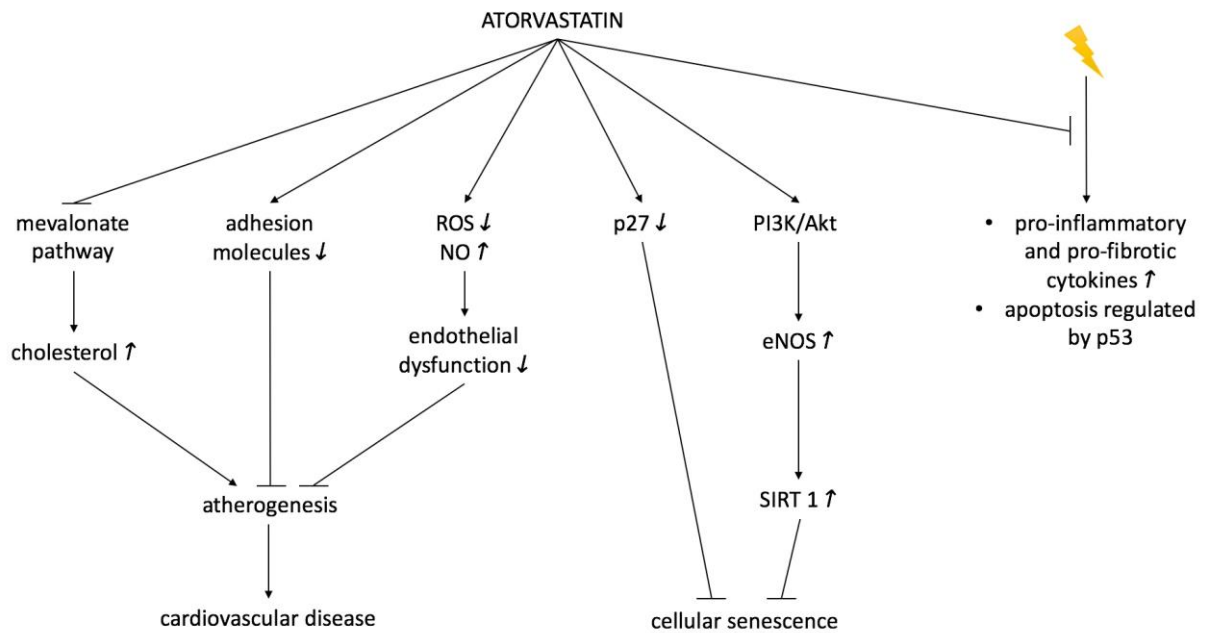 ATORVASTATIN
mevalonate
pathway
cholesterol ↑
adhesion
molecules ↓
ROS ↓
NO ↑
endothelial
dysfunction ↓
atherogenesis
cardiovascular disease
p27 ↓
PI3K/Akt
eNOS ↑
SIRT 1 ↑
cellular senescence
• pro-inflammatory
and pro-fibrotic
cytokines ↑
• apoptosis regulated
by p53